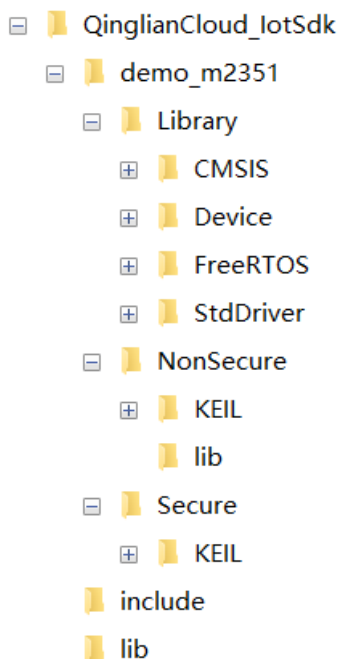 QinglianCloud_IotSdk
demo_m2351
Library
CMSIS
Device
FreeRTOS
StdDriver
NonSecure
KEIL
lib
Secure
KEIL
include
lib